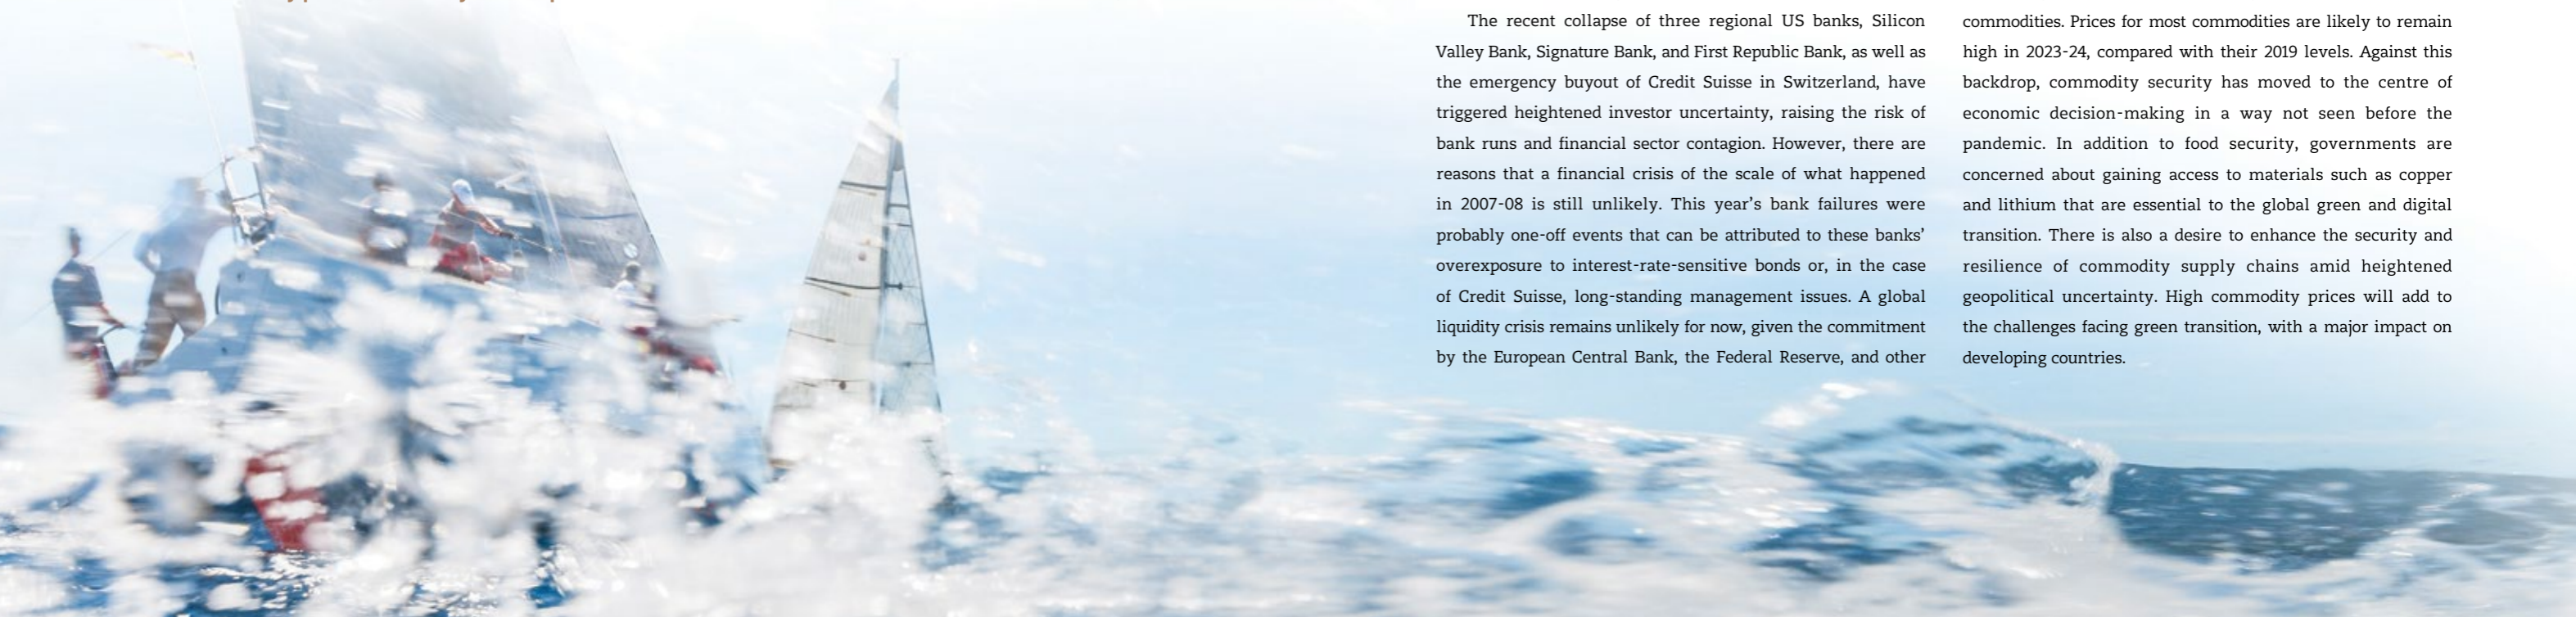 The recent collapse of three regional US banks, Silicon
Valley Bank, Signature Bank, and First Republic Bank, as well as
the emergency buyout of Credit Suisse in Switzerland, have
triggered heightened investor uncertainty, raising the risk of
bank runs and financial sector contagion. However, there are
reasons that a financial crisis of the scale of what happened
in 2007-08 is still unlikely. This year’s bank failures were
probably one-off events that can be attributed to these banks’
overexposure to interest-rate-sensitive bonds or, in the case
of Credit Suisse, long-standing management issues. A global
liquidity crisis remains unlikely for now, given the commitment
by the European Central Bank, the Federal Reserve, and other
commodities. Prices for most commodities are likely to remain
high in 2023-24, compared with their 2019 levels. Against this
backdrop, commodity security has moved to the centre of
economic decision-making in a way not seen before the
pandemic. In addition to food security, governments are
concerned about gaining access to materials such as copper
and lithium that are essential to the global green and digital
transition. There is also a desire to enhance the security and
resilience of commodity supply chains amid heightened
geopolitical uncertainty. High commodity prices will add to
the challenges facing green transition, with a major impact on
developing countries.